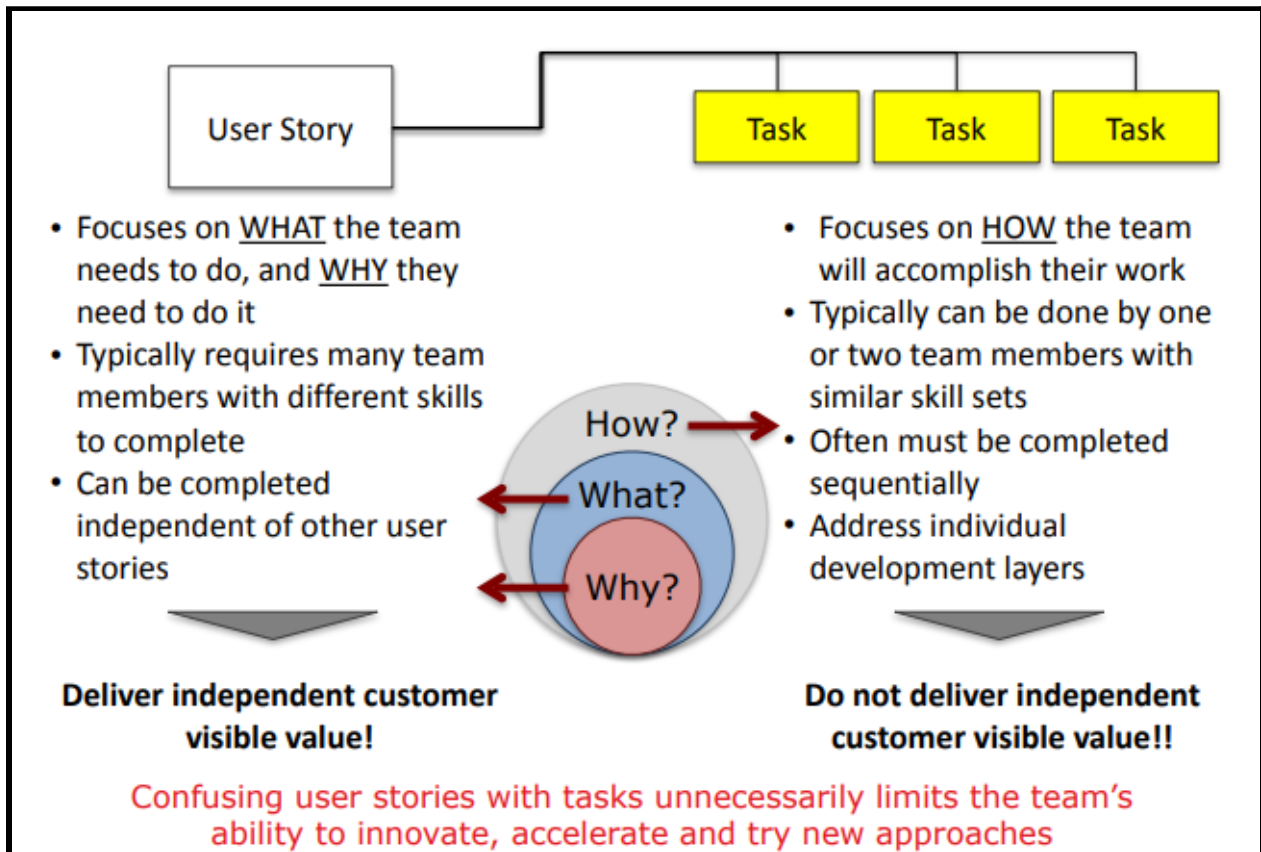 User Story
Task
Task
Task
• Focuses on WHAT the team
needs to do, and WHY they
need to do it
• Typically requires many team
members with different skills
to complete
• Can be completed
independent of other user
stories
Deliver independent customer
visible value!
How?
What?
Why?
• Focuses on HOW the team
will accomplish their work
• Typically can be done by one
or two team members with
similar skill sets
• Often must be completed
sequentially
• Address individual
development layers
Do not deliver independent
customer visible value!!
Confusing user stories with tasks unnecessarily limits the team’s
ability to innovate, accelerate and try new approaches